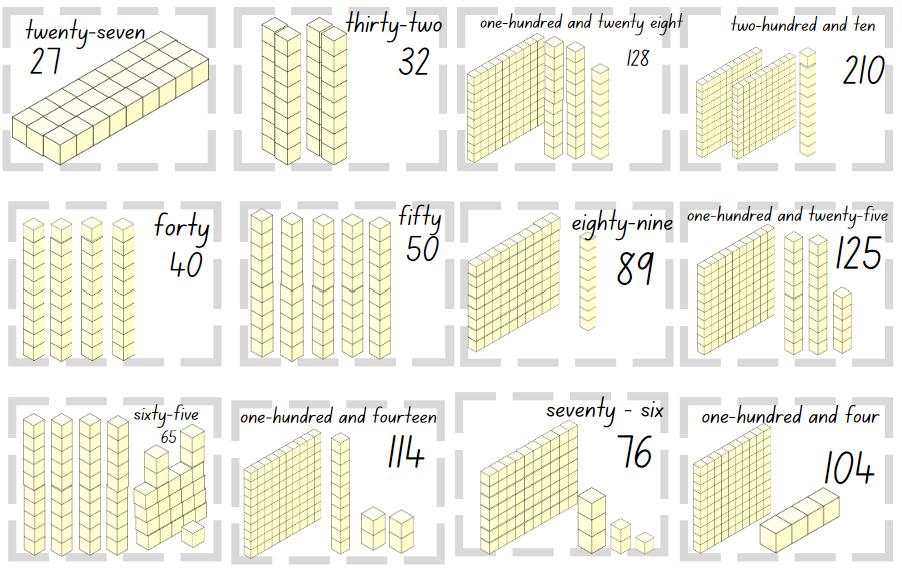 twenty-seven
27
thirty-two
32
one-hundred and twenty eight
128
two-hundred and ten
210
forty
40
fifty
50
eighty-nine
89
one-hundred and twenty-five
125
sixty-five
65
one-hundred and fourteen
114
seventy - six
76
one-hundred and four
104